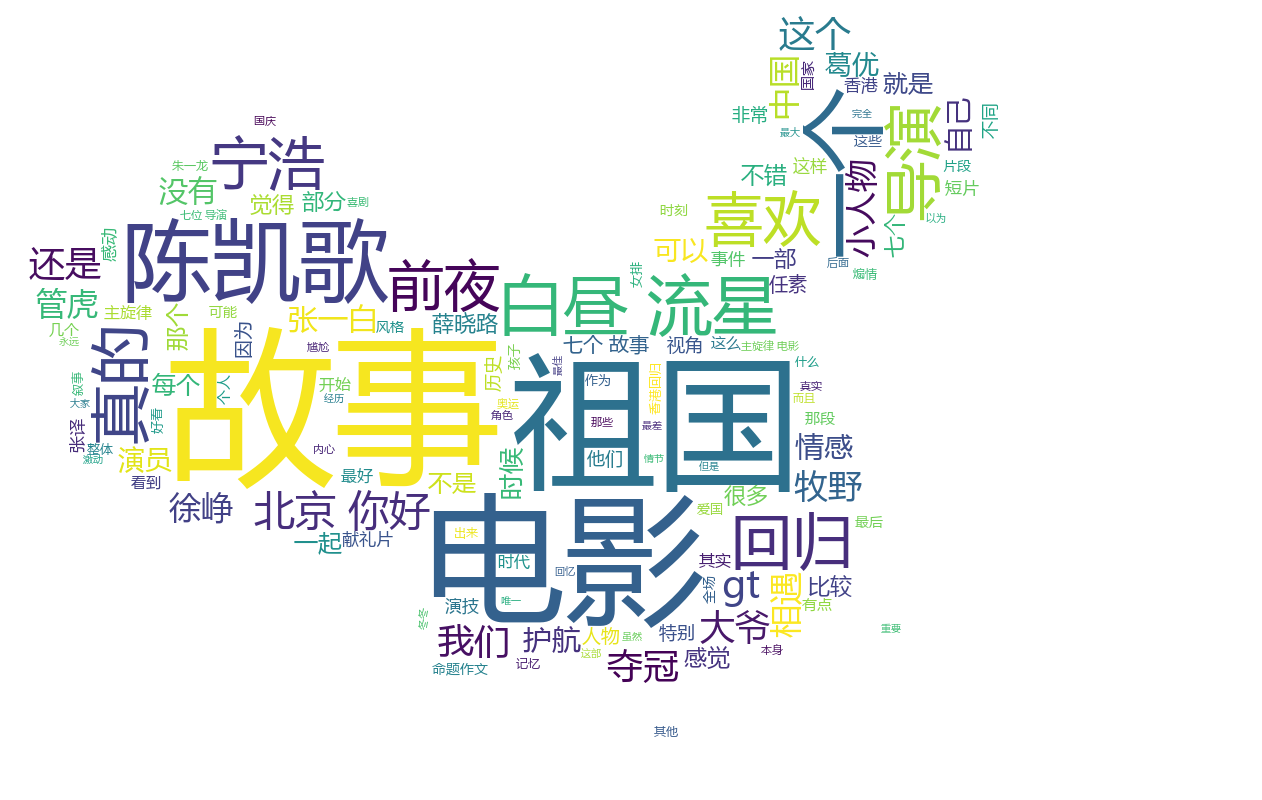 这个
葛优
国家
中国
香港
就是
不同
自己
完全
非常
最大
一个
导演
这些
国庆
宁浩
朱一龙
片段
不错
这样
小人物
短片
没有
觉得
部分
喜剧
时刻
喜欢
七位 导演
以为
七个
感动
陈凯歌
可以
事件
一部
后面
还是
前夜
女排
煽情
任素
管虎
白昼 流星
主旋律
那个
可能
张一白
风格
薛晓路
几个
永远
真的
因为
尴尬
故事
历史
孩子
七个 故事
视角
这么
主旋律 电影
最佳
什么
叙事
每个
个人
开始
经历
祖国
作为
香港回归
真实
而且
大家
好看
奥运
角色
那些
最差
那段
张译
整体
激动
演员
内心
他们
情节
但是
情感
看到
最好
不是
时候
牧野
很多
徐峥
北京 你好
爱国
最后
一起
献礼片
电影
出来
回归
时代
回忆
其实
全场
gt
相遇
比较
有点
演技
唯一
冬冬
我们
护航
人物
虽然
特别
大爷
重要
这部
本身
记忆
命题作文
夺冠
感觉
其他